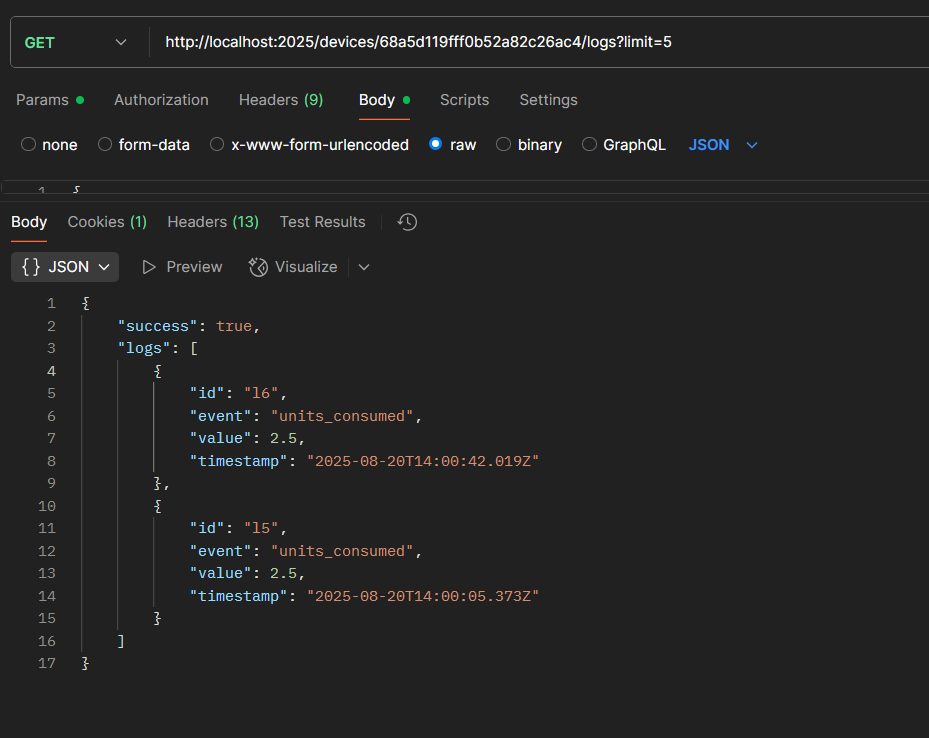 GET http://localhost:2025/devices/68a5d119fff0b52a82c26ac4/logs?limit=5
Params Authorization Headers (9) Body Scripts Settings
none form-data x-www-form-urlencoded raw binary GraphQL JSON
1 {
Body Cookies (1) Headers (13) Test Results
{} JSON Preview Visualize
1 {
2 "success": true,
3 "logs": [
4 {
5 "id": "l6",
6 "event": "units_consumed",
7 "value": 2.5,
8 "timestamp": "2025-08-20T14:00:42.019Z"
9 },
10 {
11 "id": "l5",
12 "event": "units_consumed",
13 "value": 2.5,
14 "timestamp": "2025-08-20T14:00:05.373Z"
15 }
16 ]
17 }